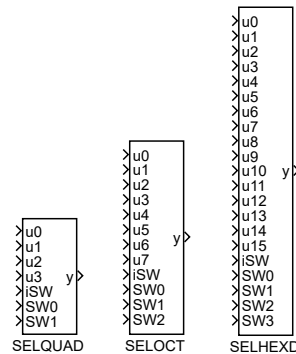 u0
u1
u2
u3
iSW
SW0
SW1
y
SELQUAD
u0
u1
u2
u3
u4
u5
u6
u7
iSW
SW0
SW1
SW2
y
SELOCT
u0
u1
u2
u3
u4
u5
u6
u7
u8
u9
u10
u11
u12
u13
u14
u15
iSW
SW0
SW1
SW2
SW3
y
SELHEXD